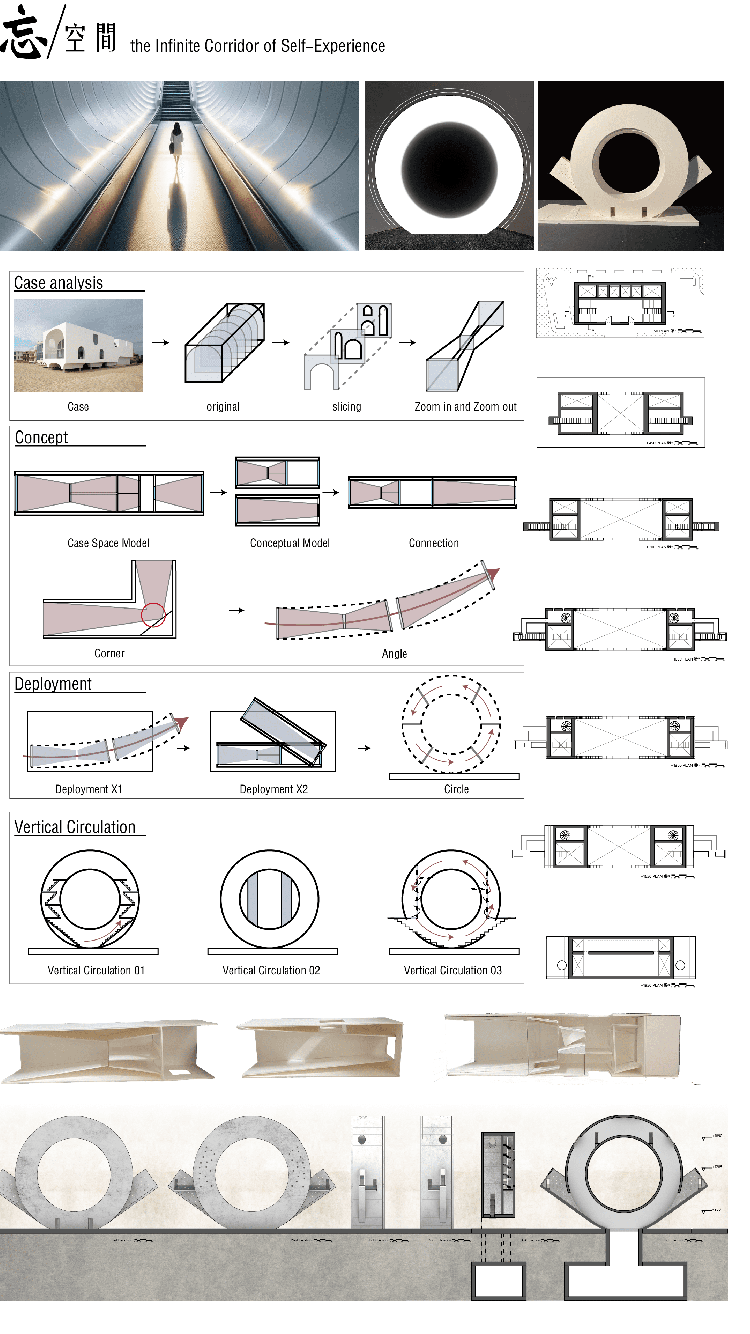 忘/空間 the Infinite Corridor of Self-Experience
Case analysis
Case
original
slicing
Zoom in and Zoom out
Concept
Case Space Model
Conceptual Model
Connection
Corner
Angle
Deployment
Deployment X1
Deployment X2
Circle
Vertical Circulation
Vertical Circulation 01
Vertical Circulation 02
Vertical Circulation 03